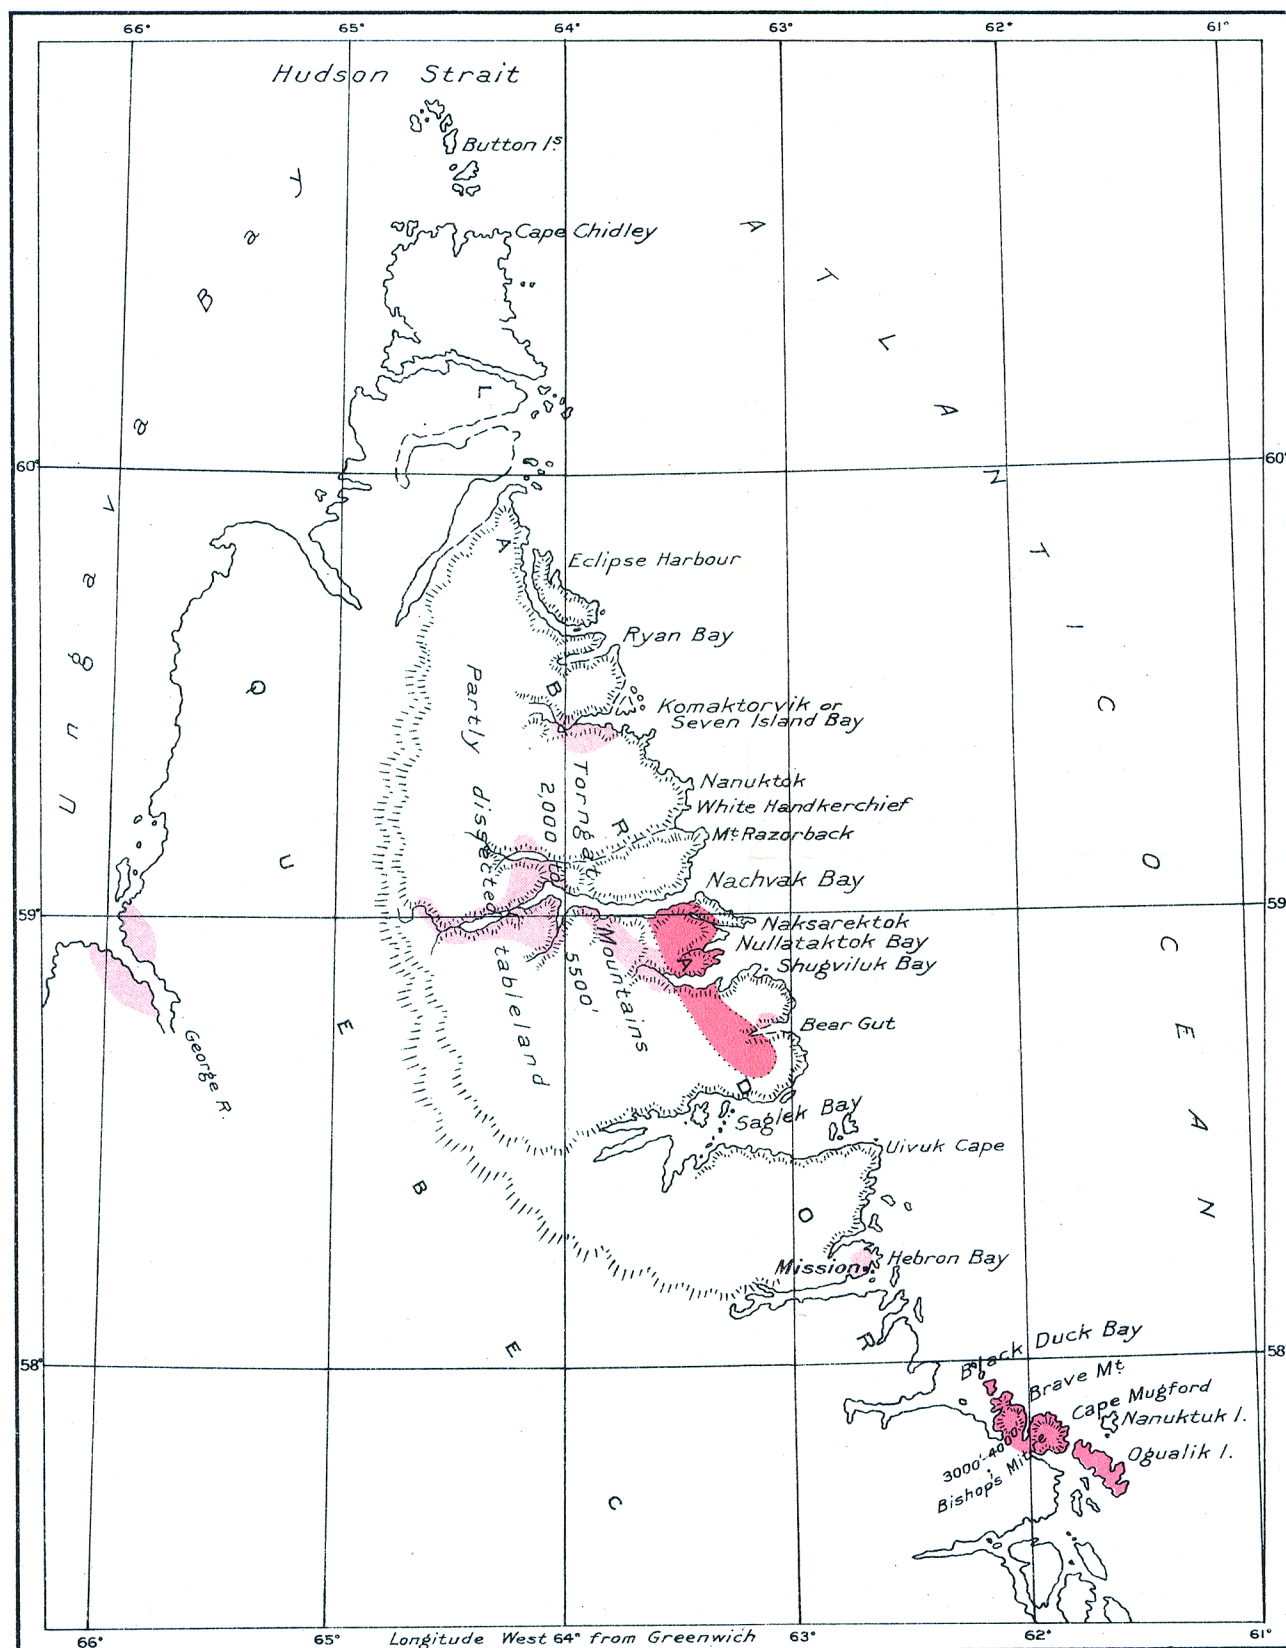 66° 65° 64° 63° 62° 61°
Hudson Strait
Button Is.
Cape Chidley
Ungava Bay
ATLANTIC OCEAN
LABRADOR
QUEBEC
60° 60°
Eclipse Harbour
Ryan Bay
Komaktorvik or
Seven Island Bay
Nanuktok
White Handkerchief
Mt. Razorback
Nachvak Bay
59° 59°
Naksarektok
Nullataktok Bay
Shugviluk Bay
Bear Gut
Partly dissected tableland
2,000 to 5500'
Torngat Mountains
George R.
Saglek Bay
Uivuk Cape
Hebron Bay
Mission
58° 58
Black Duck Bay
Brave Mt.
Cape Mugford
Nanuktuk I.
Ogualik I.
3000'-4000'
Bishop's Mitre
66° 65° Longitude West 64° from Greenwich 63° 62° 61°